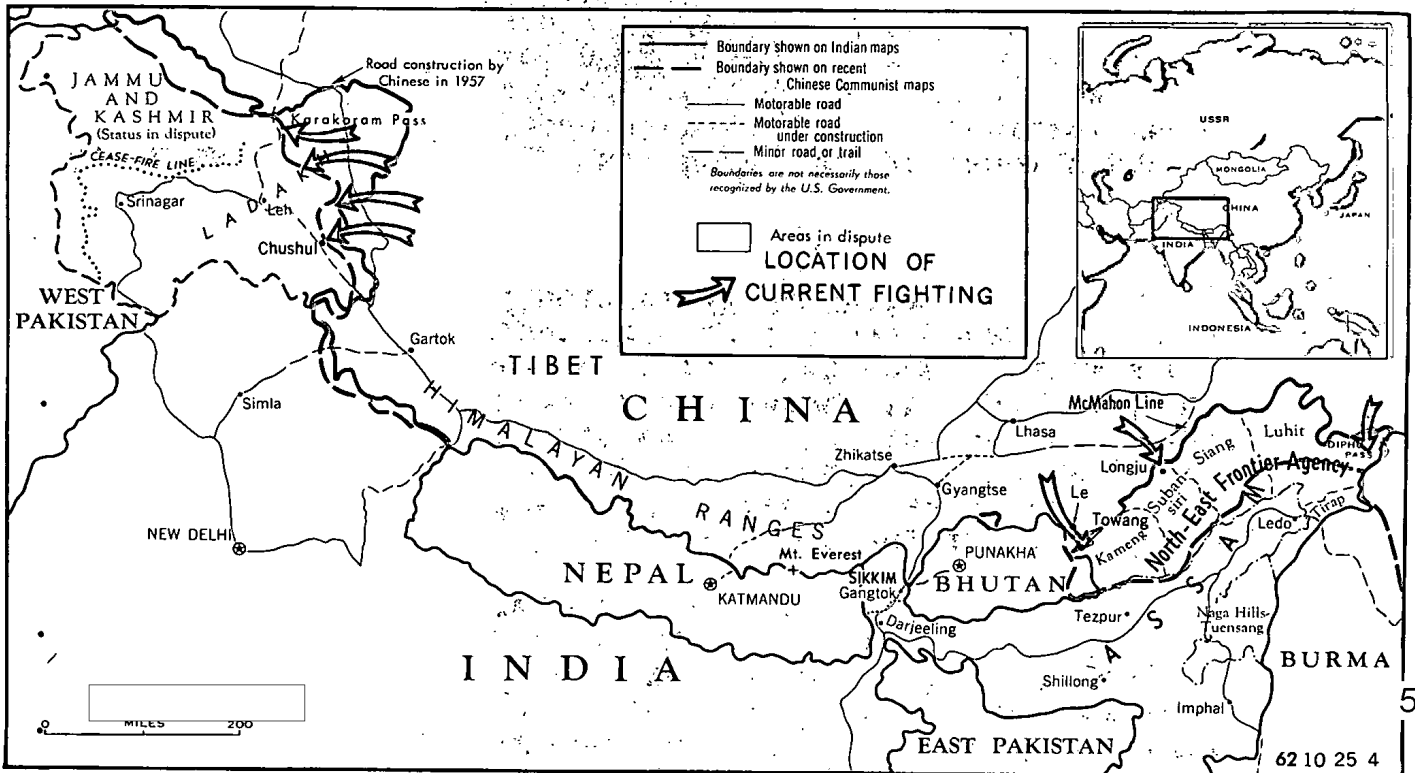 Road construction by
Chinese in 1957
JAMMU
AND
KASHMIR
(Status in dispute)
Karakoram Pass
CEASE-FIRE LINE
Srinagar
LADAKH
Leh
Chushul
WEST
PAKISTAN
Gartok
Simla
NEW DELHI
Boundary shown on Indian maps
Boundary shown on recent
Chinese Communist maps
Motorable road
Motorable road
under construction
Minor road or trail
Boundaries are not necessarily those
recognized by the U.S. Government.
Areas in dispute
LOCATION OF
CURRENT FIGHTING
USSR
MONGOLIA
CHINA
JAPAN
INDIA
INDONESIA
TIBET
CHINA
HIMALAYAN RANGES
McMahon Line
Lhasa
Zhikatse
Gyangtse
Longju
Le
Towang
Kameng
Suban-
siri
Siang
Luhit
DIPHU
PASS
North-East Frontier Agency
Tirap
Ledo
Mt. Everest
NEPAL
KATMANDU
SIKKIM
Gangtok
PUNAKHA
BHUTAN
Darjeeling
Tezpur
ASSAM
Naga Hills-
Tuensang
Shillong
Imphal
BURMA
INDIA
EAST PAKISTAN
0 MILES 200
62 10 25 4
5